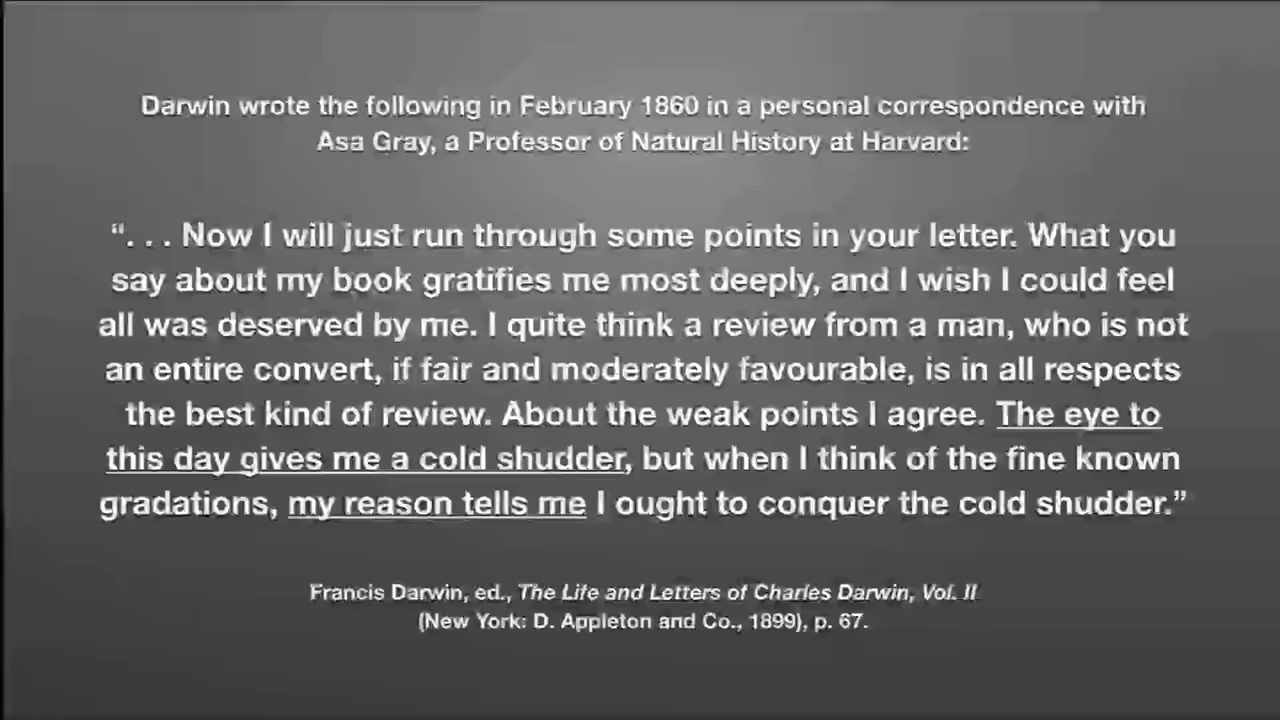 Darwin wrote the following in February 1860 in a personal correspondence with
Asa Gray, a Professor of Natural History at Harvard:
“. . . Now I will just run through some points in your letter. What you
say about my book gratifies me most deeply, and I wish I could feel
all was deserved by me. I quite think a review from a man, who is not
an entire convert, if fair and moderately favourable, is in all respects
the best kind of review. About the weak points I agree. The eye to
this day gives me a cold shudder, but when I think of the fine known
gradations, my reason tells me I ought to conquer the cold shudder.”
Francis Darwin, ed., The Life and Letters of Charles Darwin, Vol. II
(New York: D. Appleton and Co., 1899), p. 67.